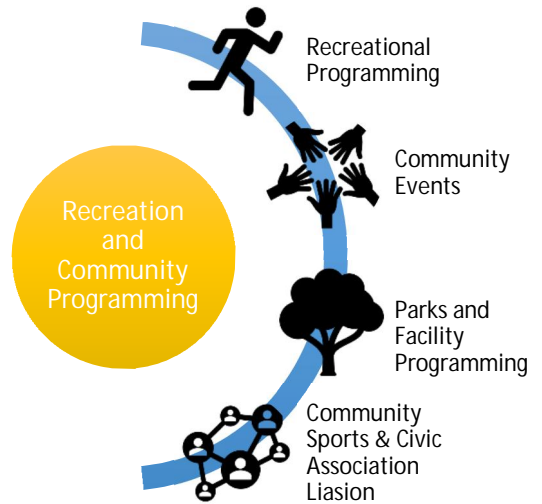 Recreational
Programming
Community
Events
Recreation
and
Community
Programming
Parks and
Facility
Programming
Community
Sports & Civic
Association
Liasion